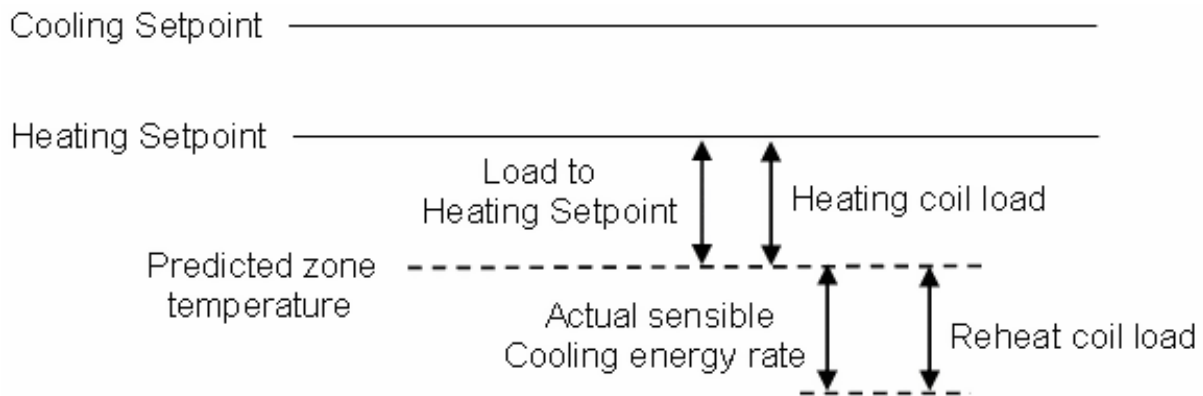 Cooling Setpoint
Heating Setpoint
Load to
Heating Setpoint
Heating coil load
Predicted zone
temperature
Actual sensible
Cooling energy rate
Reheat coil load